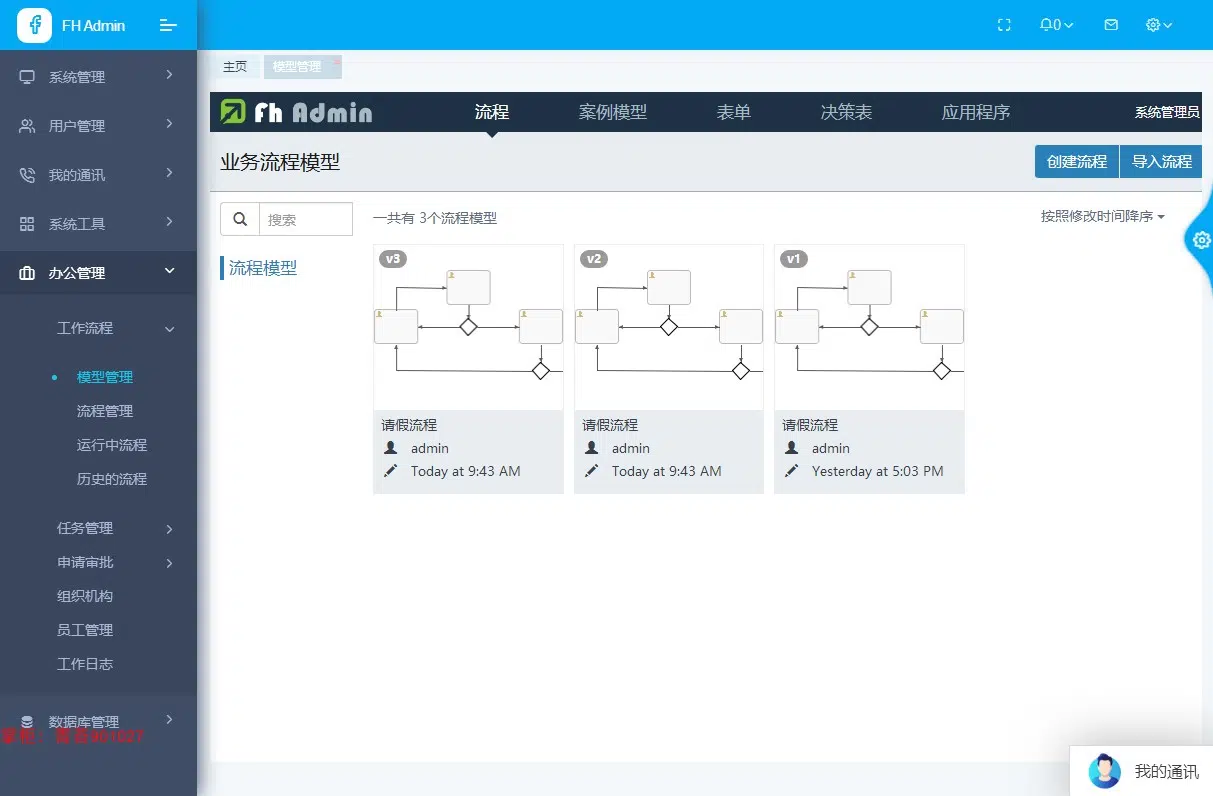 FH Admin
0
系统管理
用户管理
我的通讯
系统工具
办公管理
工作流程
模型管理
流程管理
运行中流程
历史的流程
任务管理
申请审批
组织机构
员工管理
工作日志
数据库管理
主页
模型管理
Fh Admin
流程
案例模型
表单
决策表
应用程序
系统管理员
业务流程模型
创建流程
导入流程
搜索
一共有 3个流程模型
按照修改时间降序
流程模型
v3
请假流程
admin
Today at 9:43 AM
v2
请假流程
admin
Today at 9:43 AM
v1
请假流程
admin
Yesterday at 5:03 PM
我的通讯